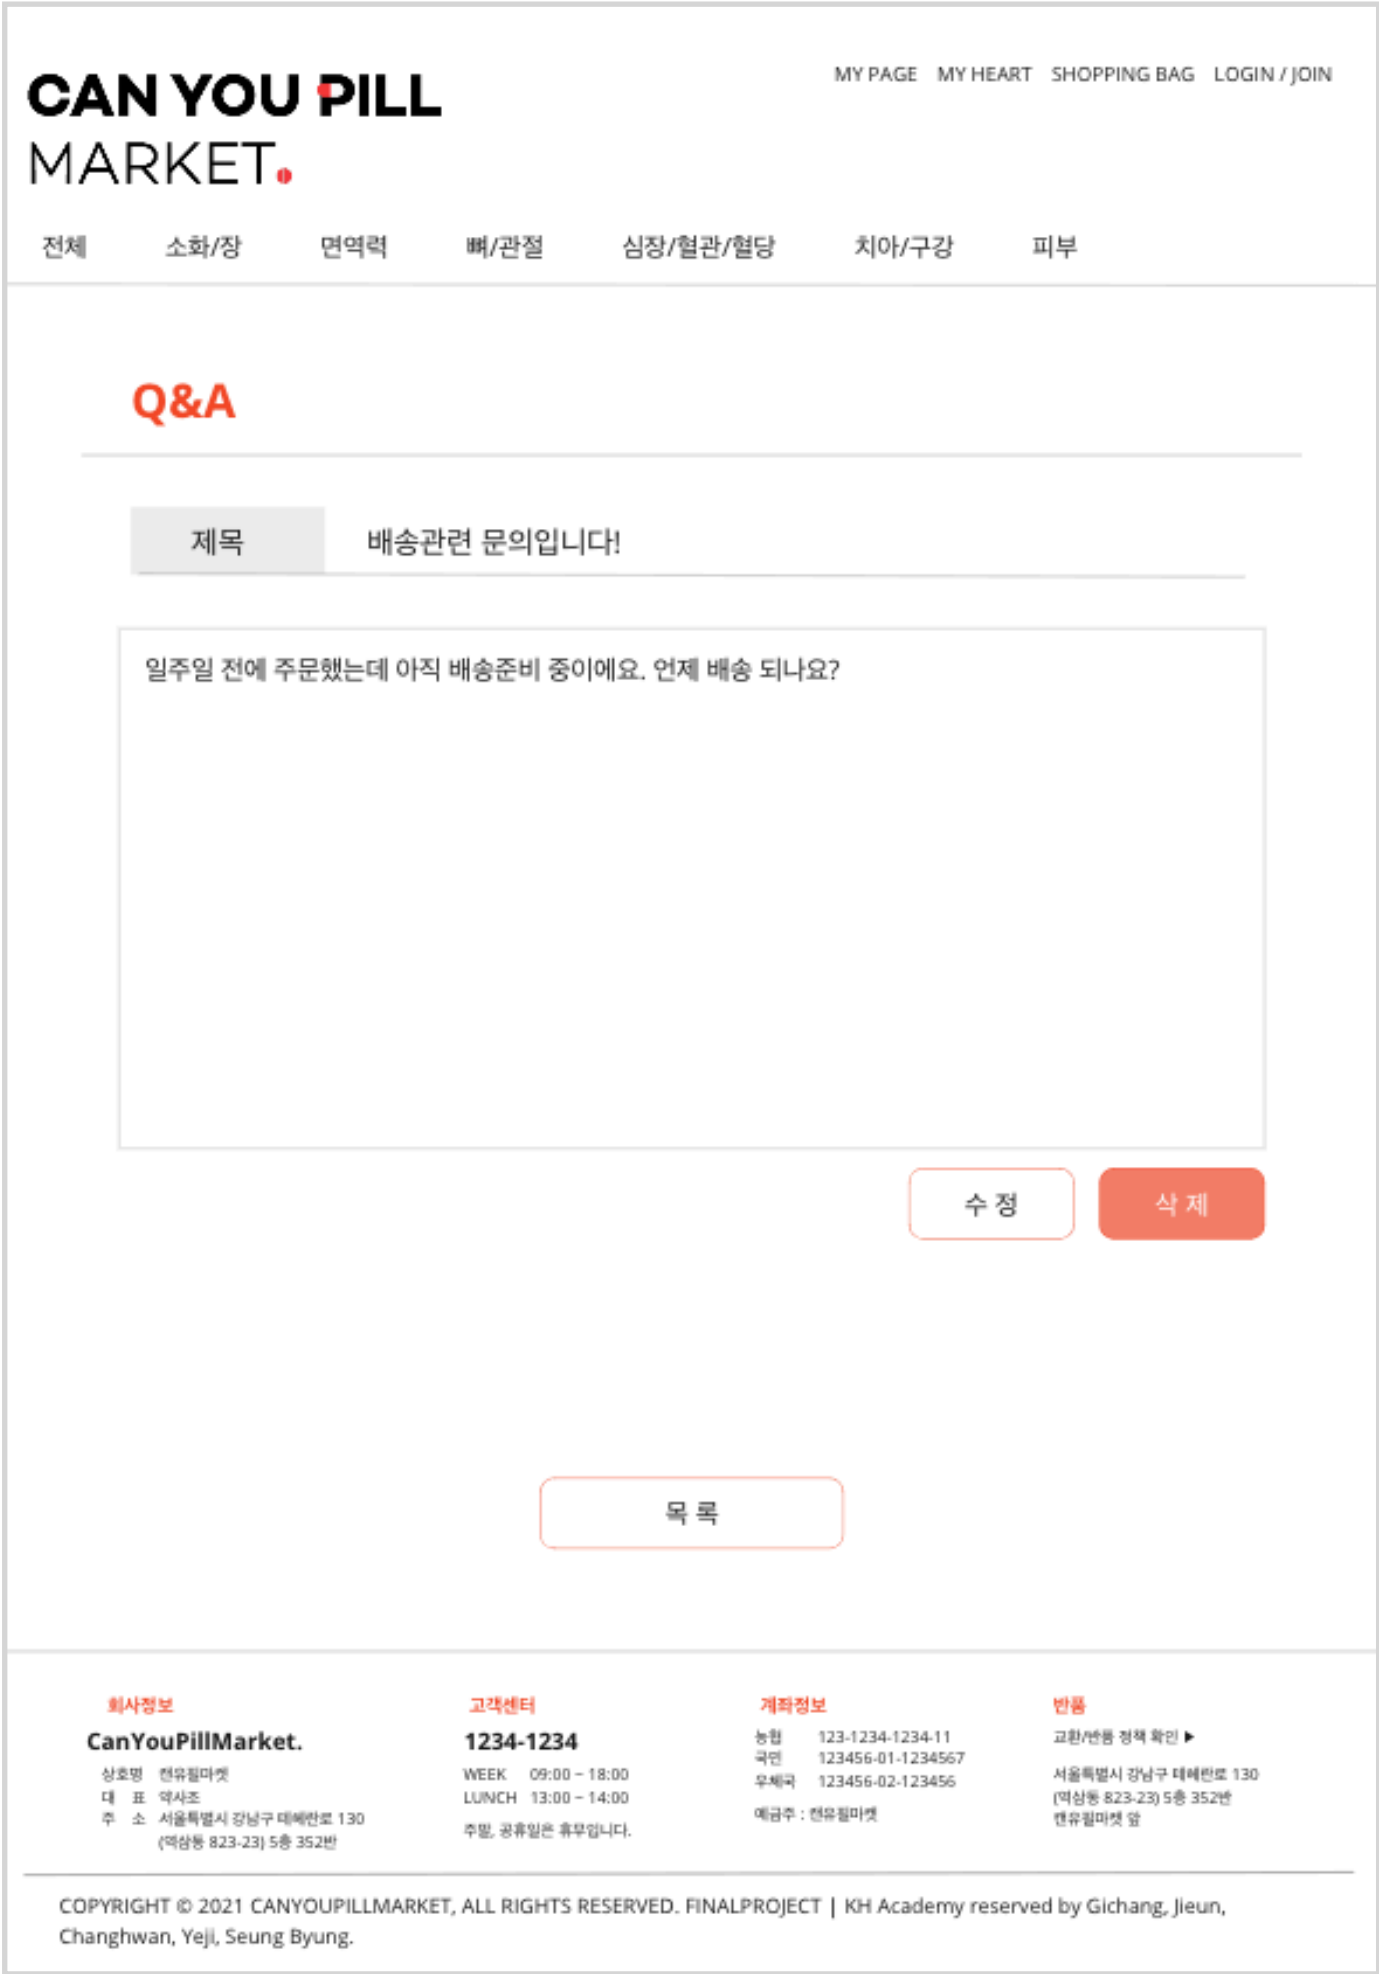 CAN YOU PILL
MARKET.
MY PAGE MY HEART SHOPPING BAG LOGIN / JOIN
전체 소화/장 면역력 뼈/관절 심장/혈관/혈당 치아/구강 피부
Q&A
제목 배송관련 문의입니다!
일주일 전에 주문했는데 아직 배송준비 중이에요. 언제 배송 되나요?
수 정 삭 제
목 록
회사정보
CanYouPillMarket.
상호명 캔유필마켓
대 표 약사조
주 소 서울특별시 강남구 테헤란로 130
(역삼동 823-23) 5층 352반
고객센터
1234-1234
WEEK 09:00 – 18:00
LUNCH 13:00 – 14:00
주말, 공휴일은 휴무입니다.
계좌정보
농협 123-1234-1234-11
국민 123456-01-1234567
우체국 123456-02-123456
예금주 : 캔유필마켓
반품
교환/반품 정책 확인 ▶
서울특별시 강남구 테헤란로 130
(역삼동 823-23) 5층 352반
캔유필마켓 앞
COPYRIGHT © 2021 CANYOUPILLMARKET, ALL RIGHTS RESERVED. FINALPROJECT | KH Academy reserved by Gichang, Jieun,
Changhwan, Yeji, Seung Byung.